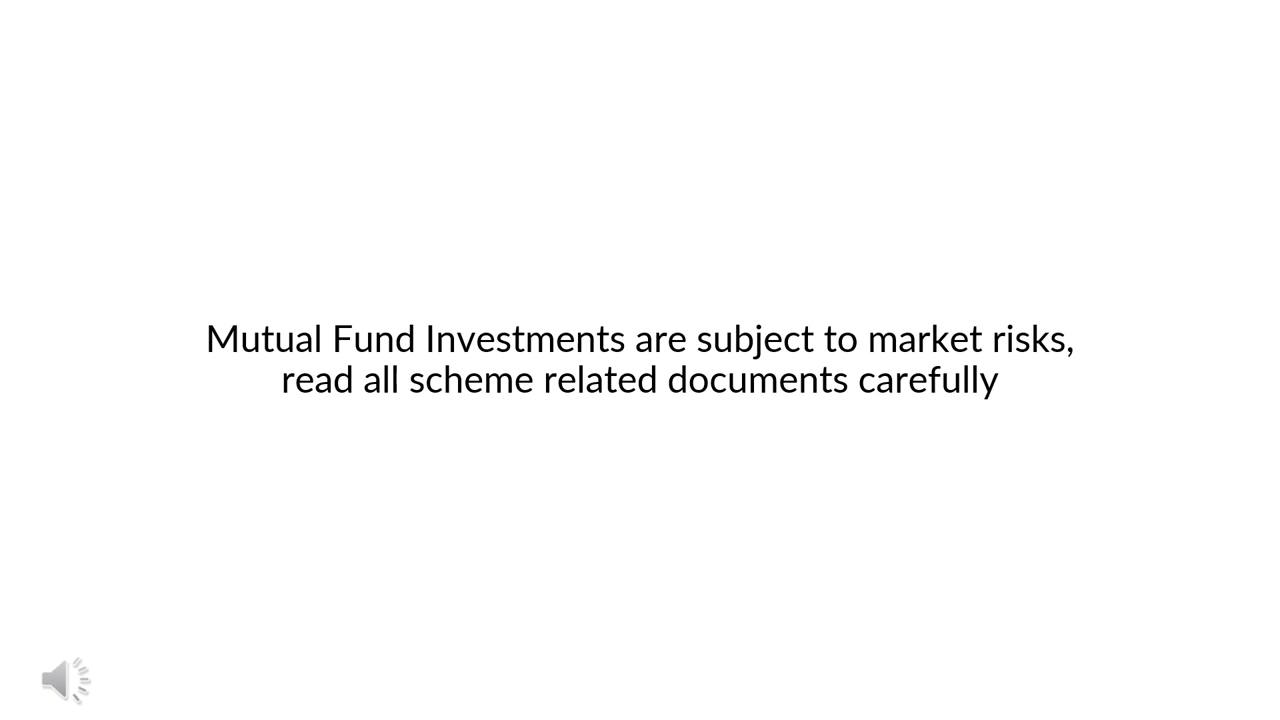 Mutual Fund Investments are subject to market risks,
read all scheme related documents carefully